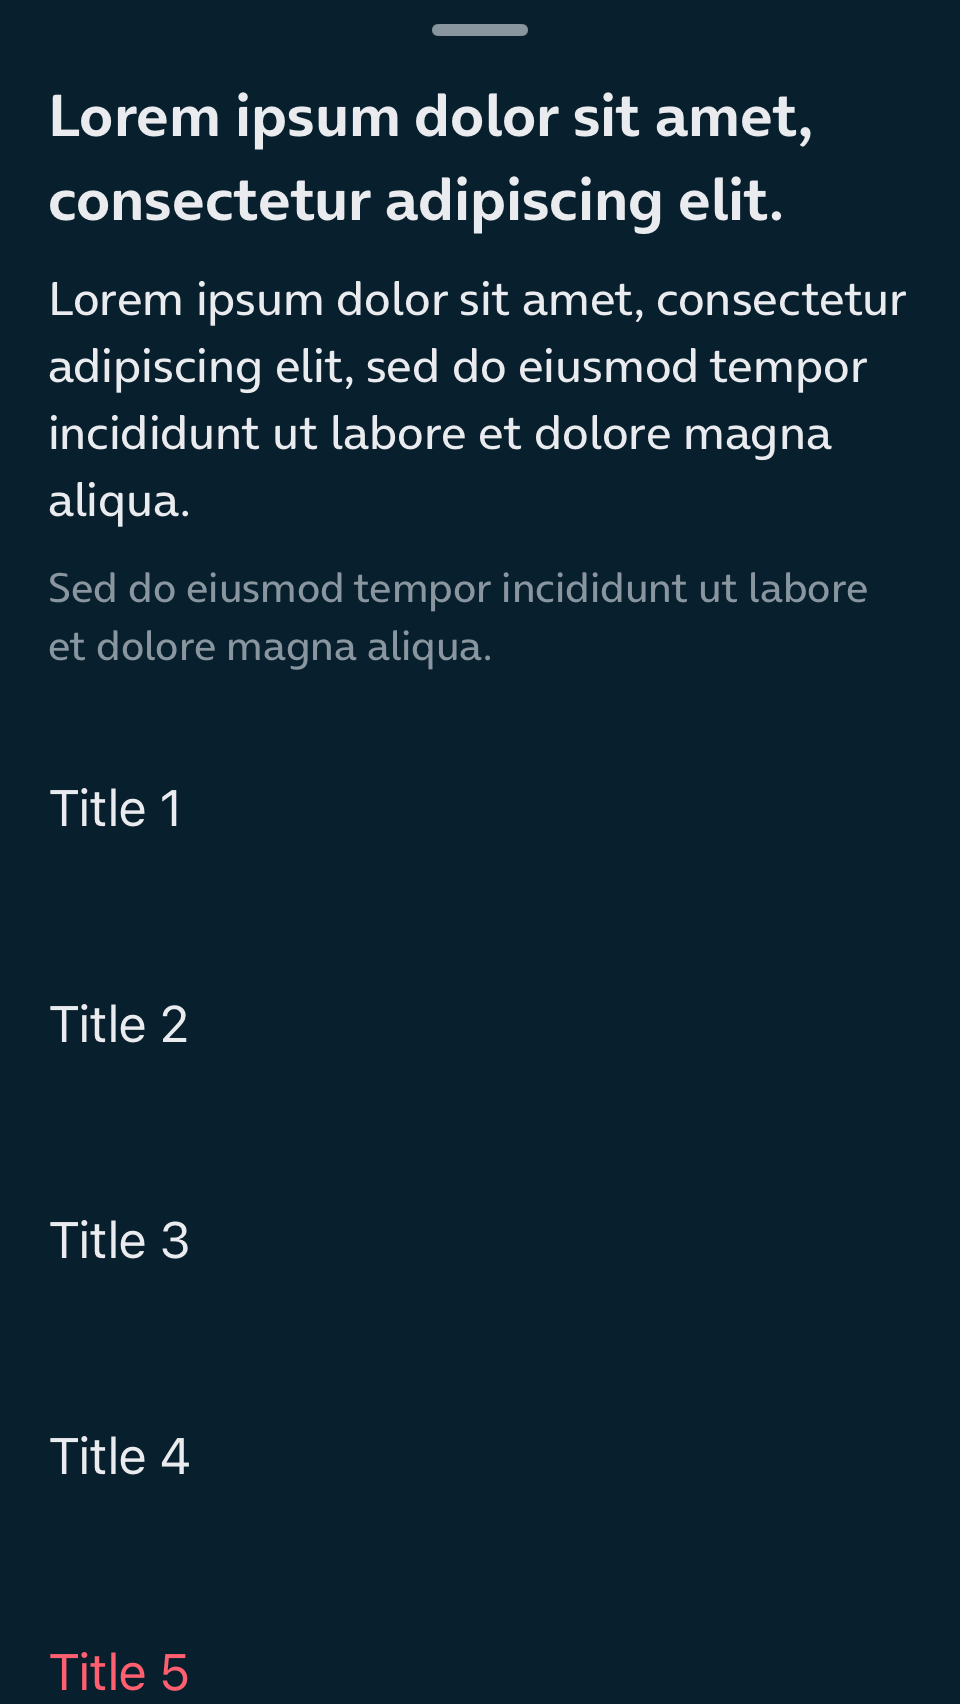 Lorem ipsum dolor sit amet,
consectetur adipiscing elit.
Lorem ipsum dolor sit amet, consectetur
adipiscing elit, sed do eiusmod tempor
incididunt ut labore et dolore magna
aliqua.
Sed do eiusmod tempor incididunt ut labore
et dolore magna aliqua.
Title 1
Title 2
Title 3
Title 4
Title 5